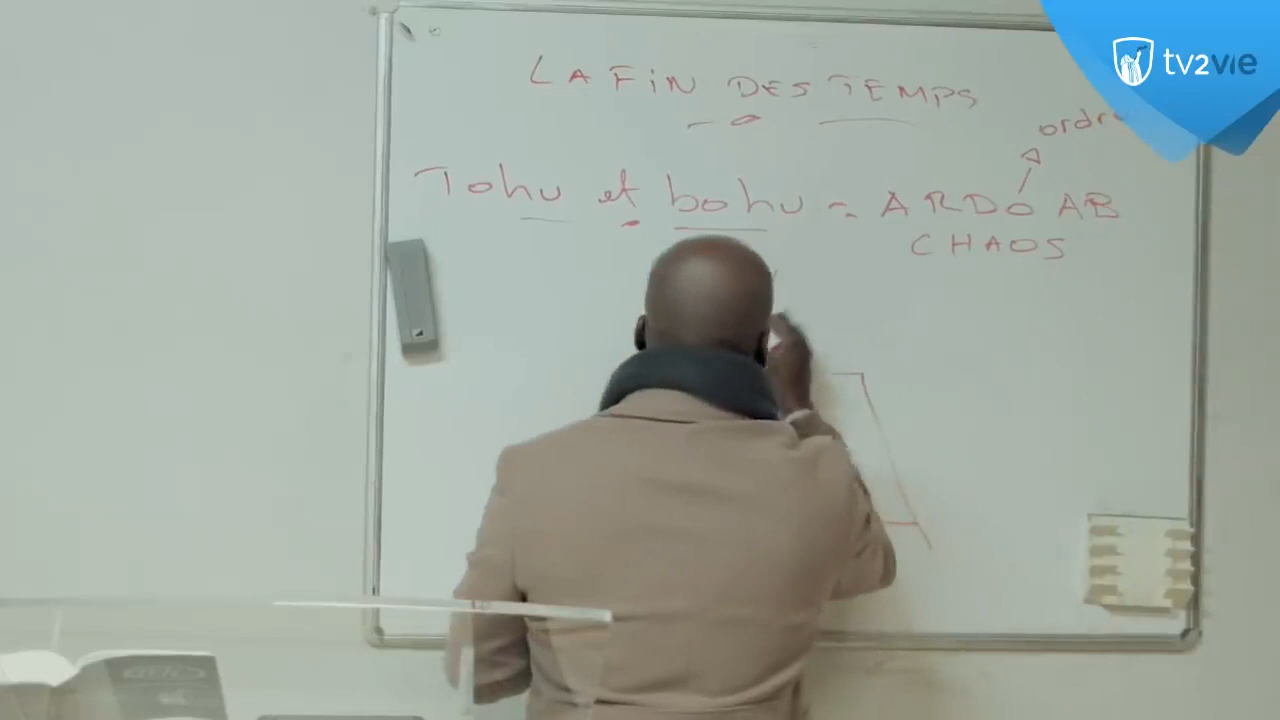 tv2vie
LA FIN DES TEMPS
ordre
Tohu et bohu = ARDO AB
CHAOS